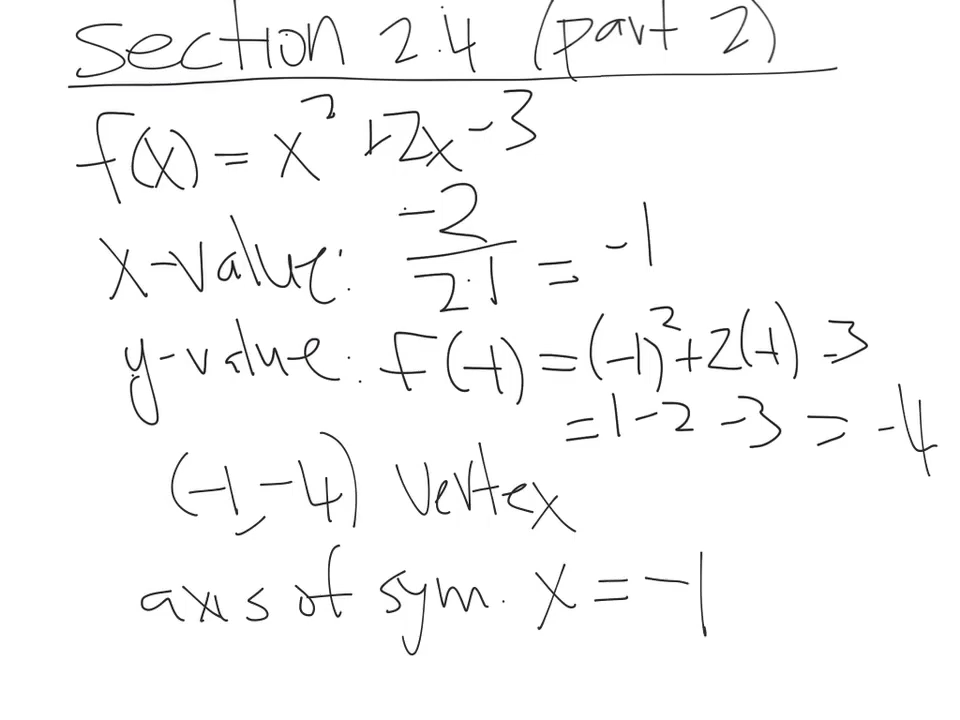 Section 2.4 (part 2)
f(x) = x² + 2x - 3
x-value: -2/2·1 = -1
y-value: f(-1) = (-1)² + 2(-1) - 3
= 1 - 2 - 3 = -4
(-1, -4) vertex
axis of sym. x = -1